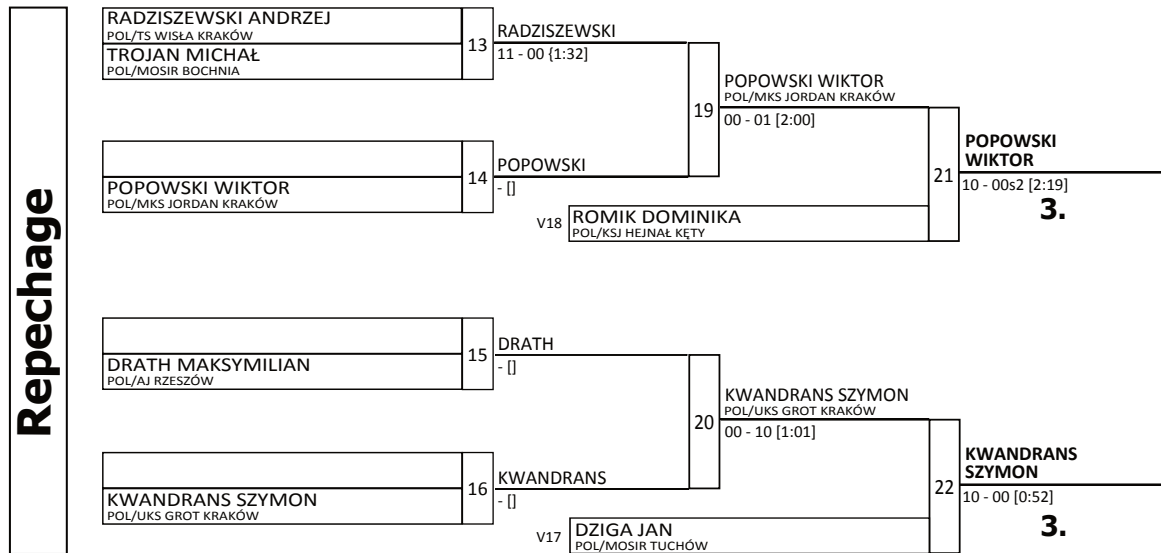 Repechage
RADZISZEWSKI ANDRZEJ
POL/TS WISŁA KRAKÓW
TROJAN MICHAŁ
POL/MOSIR BOCHNIA
13
RADZISZEWSKI
11 - 00 {1:32}
POPOWSKI WIKTOR
POL/MKS JORDAN KRAKÓW
14
POPOWSKI
- []
19
POPOWSKI WIKTOR
POL/MKS JORDAN KRAKÓW
00 - 01 [2:00]
V18
ROMIK DOMINIKA
POL/KSJ HEJNAŁ KĘTY
21
POPOWSKI
WIKTOR
10 - 00s2 [2:19]
3.
DRATH MAKSYMILIAN
POL/AJ RZESZÓW
15
DRATH
- []
KWANDRANS SZYMON
POL/UKS GROT KRAKÓW
16
KWANDRANS
- []
20
KWANDRANS SZYMON
POL/UKS GROT KRAKÓW
00 - 10 [1:01]
V17
DZIGA JAN
POL/MOSIR TUCHÓW
22
KWANDRANS
SZYMON
10 - 00 [0:52]
3.